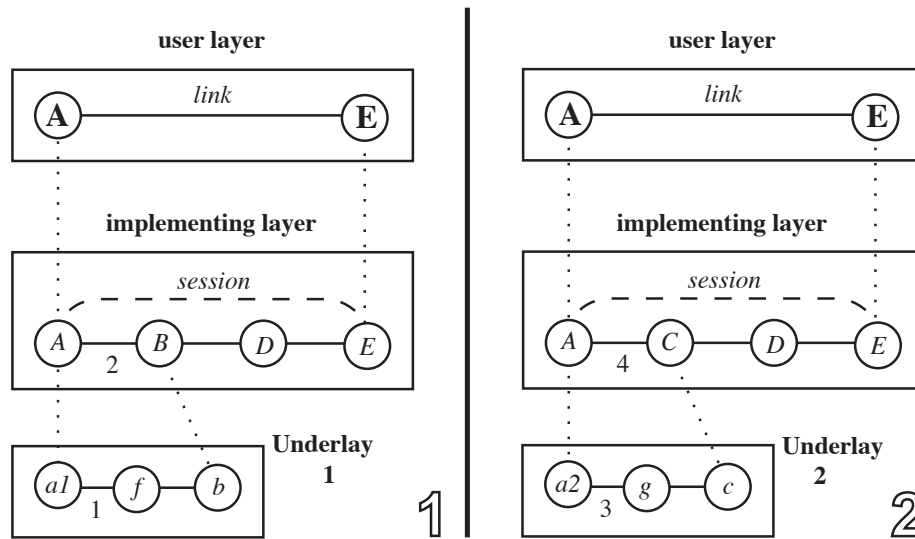 user layer
A link E
implementing layer
session
A B D E
2
Underlay
1
a1 f b
1
1
user layer
A link E
implementing layer
session
A C D E
4
Underlay
2
a2 g c
3
2